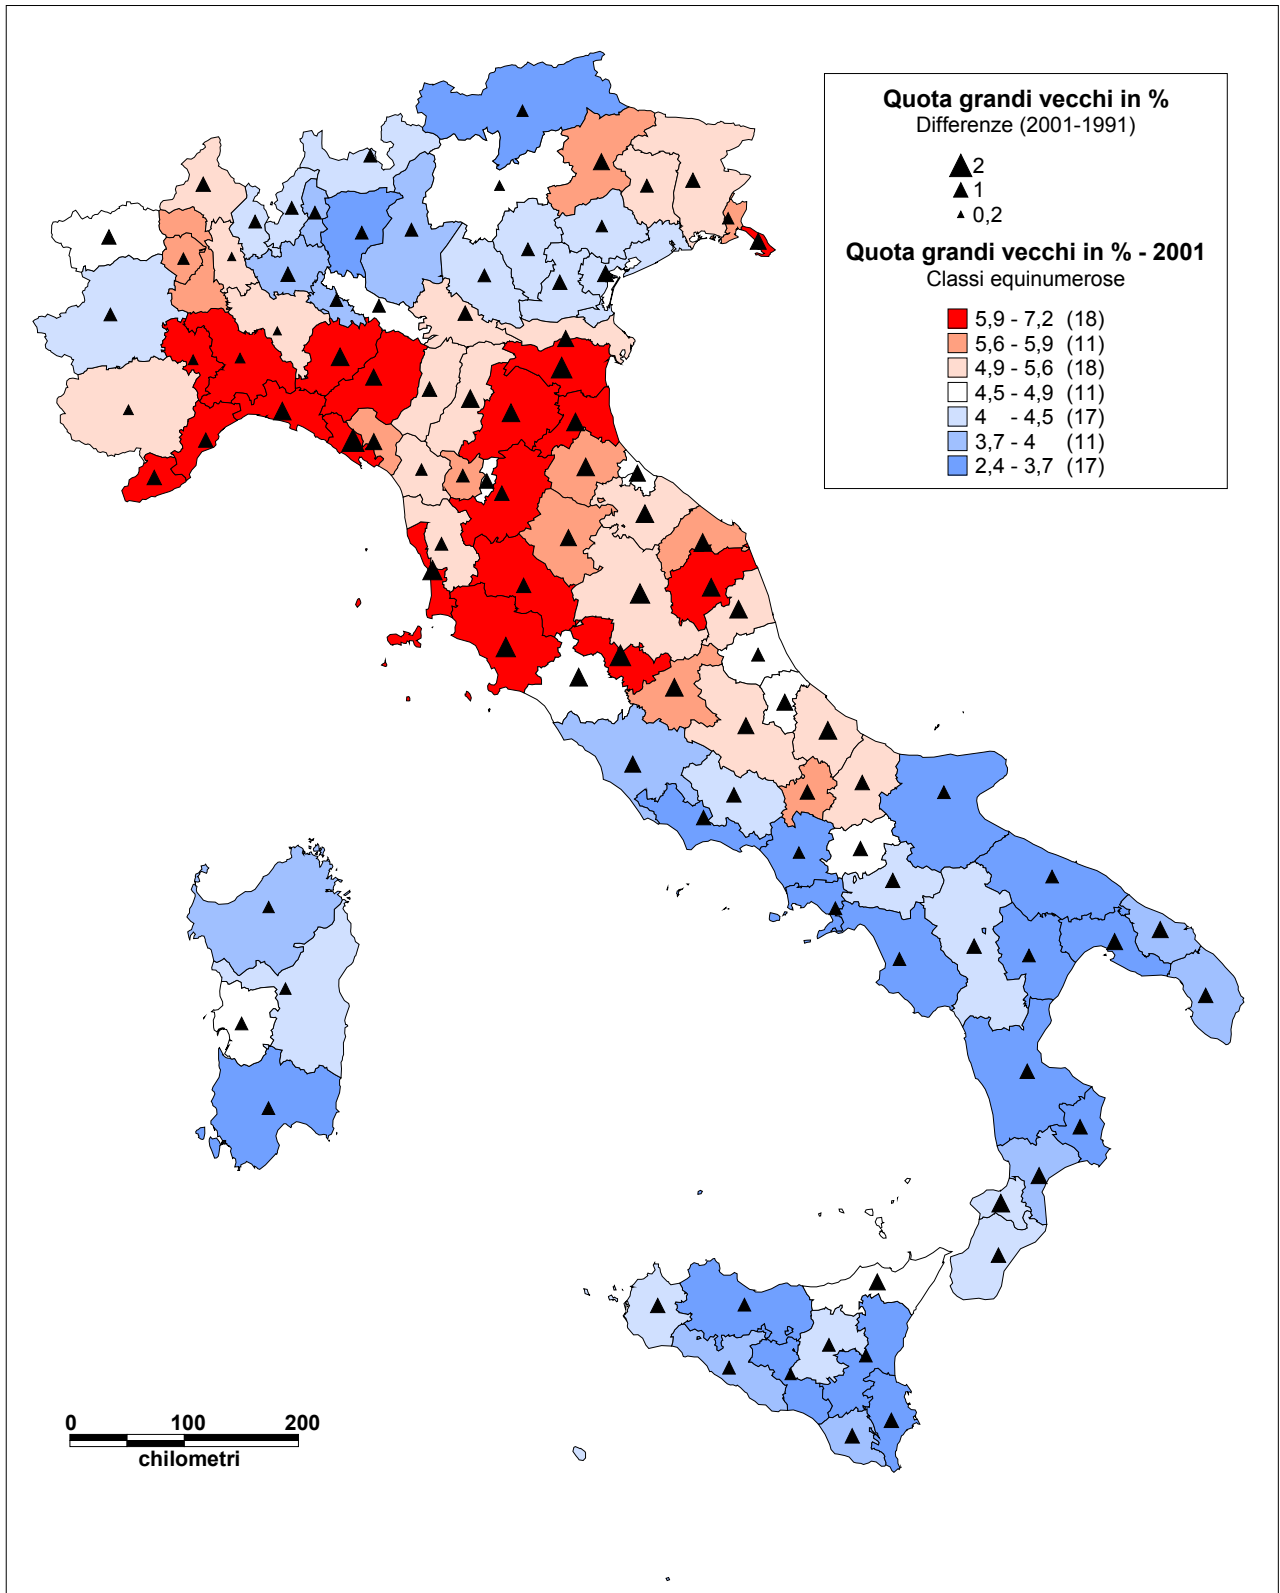 Quota grandi vecchi in %
Differenze (2001-1991)
2
1
0,2
Quota grandi vecchi in % - 2001
Classi equinumerose
5,9 - 7,2 (18)
5,6 - 5,9 (11)
4,9 - 5,6 (18)
4,5 - 4,9 (11)
4 - 4,5 (17)
3,7 - 4 (11)
2,4 - 3,7 (17)
0 100 200
chilometri